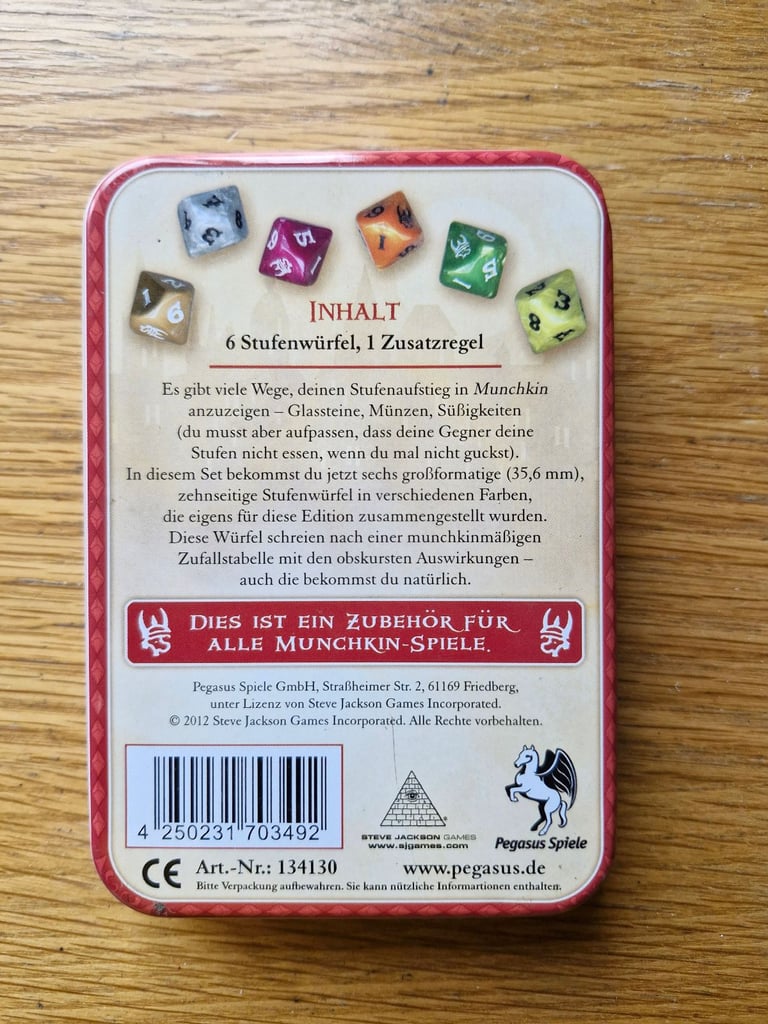 INHALT
6 Stufenwürfel, 1 Zusatzregel
Es gibt viele Wege, deinen Stufenaufstieg in Munchkin
anzuzeigen – Glassteine, Münzen, Süßigkeiten
(du musst aber aufpassen, dass deine Gegner deine
Stufen nicht essen, wenn du mal nicht guckst).
In diesem Set bekommst du jetzt sechs großformatige (35,6 mm),
zehnseitige Stufenwürfel in verschiedenen Farben,
die eigens für diese Edition zusammengestellt wurden.
Diese Würfel schreien nach einer munchkinmäßigen
Zufallstabelle mit den obskursten Auswirkungen –
auch die bekommst du natürlich.
DIES IST EIN ZUBEHÖR FÜR
ALLE MUNCHKIN-SPIELE.
Pegasus Spiele GmbH, Straßheimer Str. 2, 61169 Friedberg,
unter Lizenz von Steve Jackson Games Incorporated.
© 2012 Steve Jackson Games Incorporated. Alle Rechte vorbehalten.
4 250231 703492
STEVE JACKSON GAMES
www.sjgames.com
Pegasus Spiele
CE Art.-Nr.: 134130 www.pegasus.de
Bitte Verpackung aufbewahren. Sie kann nützliche Informartionen enthalten.